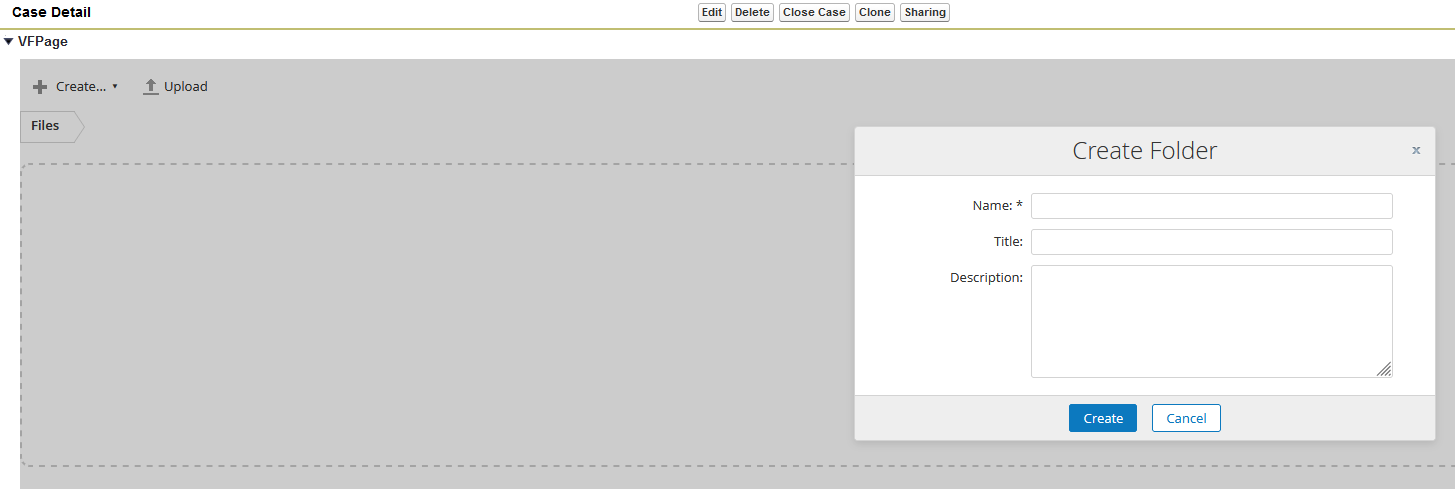 Case Detail
Edit Delete Close Case Clone Sharing
VFPage
Create... Upload
Files
Create Folder x
Name: *
Title:
Description:
Create Cancel